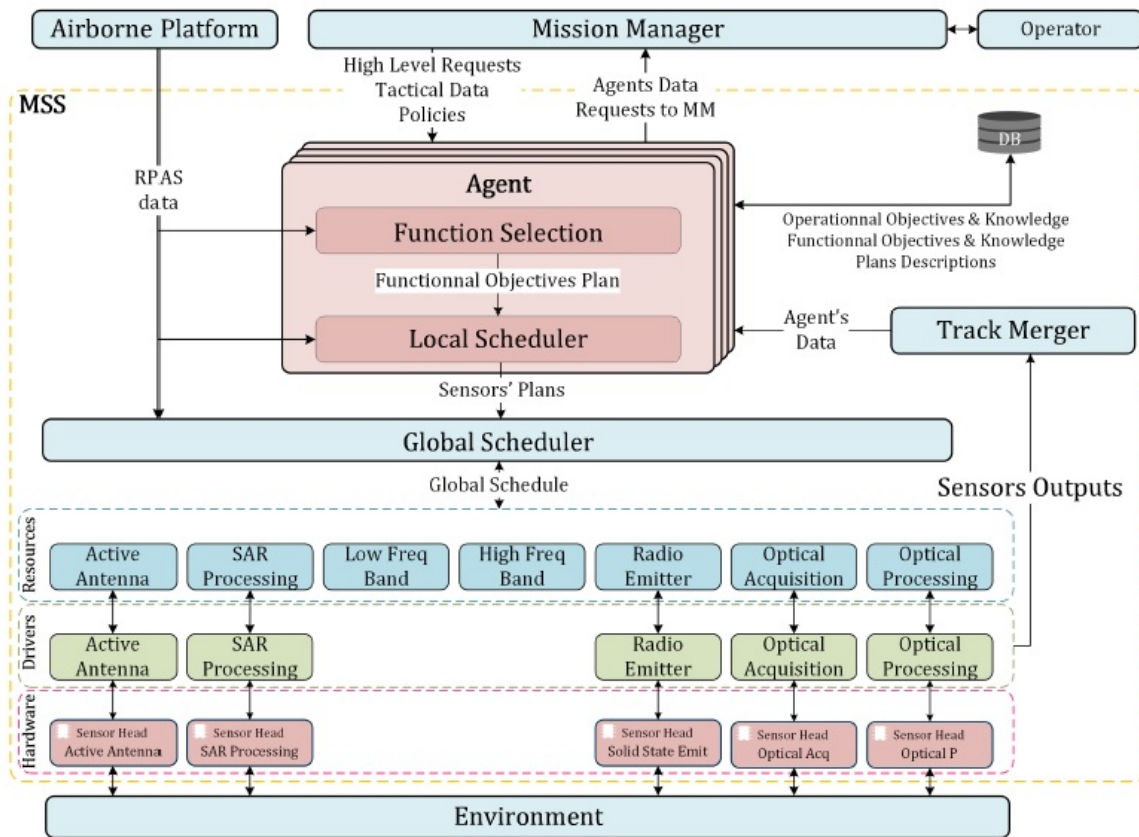 Airborne Platform
Mission Manager
Operator
High Level Requests
Tactical Data
Policies
Agents Data
Requests to MM
MSS
DB
RPAS
data
Agent
Function Selection
Functionnal Objectives Plan
Local Scheduler
Operationnal Objectives & Knowledge
Functionnal Objectives & Knowledge
Plans Descriptions
Agent's
Data
Track Merger
Sensors' Plans
Global Scheduler
Global Schedule
Sensors Outputs
Resources
Active
Antenna
SAR
Processing
Low Freq
Band
High Freq
Band
Radio
Emitter
Optical
Acquisition
Optical
Processing
Drivers
Active
Antenna
SAR
Processing
Radio
Emitter
Optical
Acquisition
Optical
Processing
Hardware
Sensor Head
Active Antenna
Sensor Head
SAR Processing
Sensor Head
Solid State Emit
Sensor Head
Optical Acq
Sensor Head
Optical P
Environment